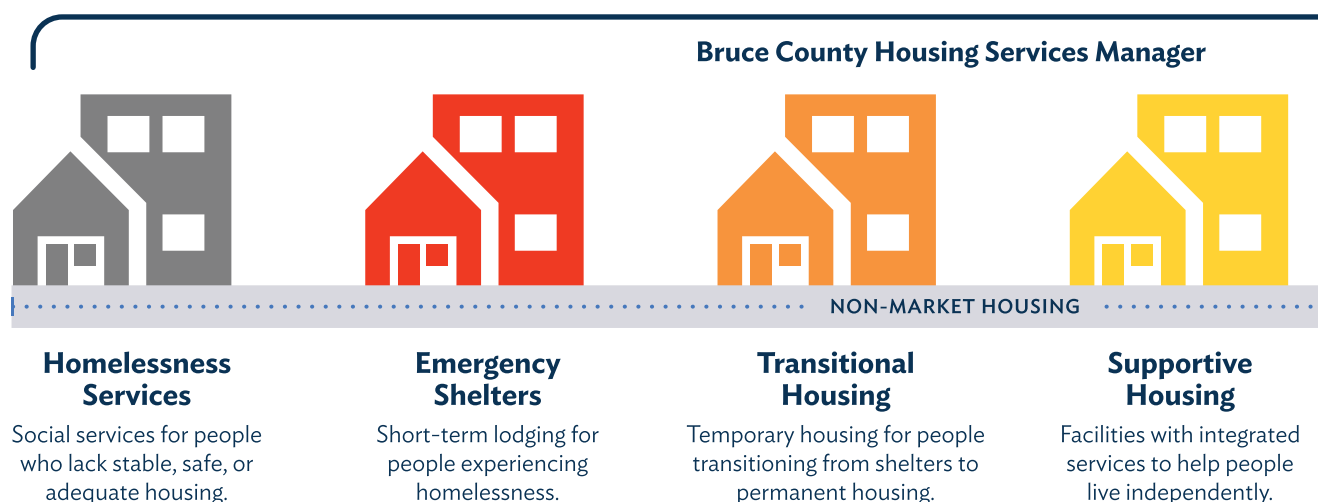 Bruce County Housing Services Manager
NON-MARKET HOUSING
Homelessness
Services
Social services for people
who lack stable, safe, or
adequate housing.
Emergency
Shelters
Short-term lodging for
people experiencing
homelessness.
Transitional
Housing
Temporary housing for people
transitioning from shelters to
permanent housing.
Supportive
Housing
Facilities with integrated
services to help people
live independently.